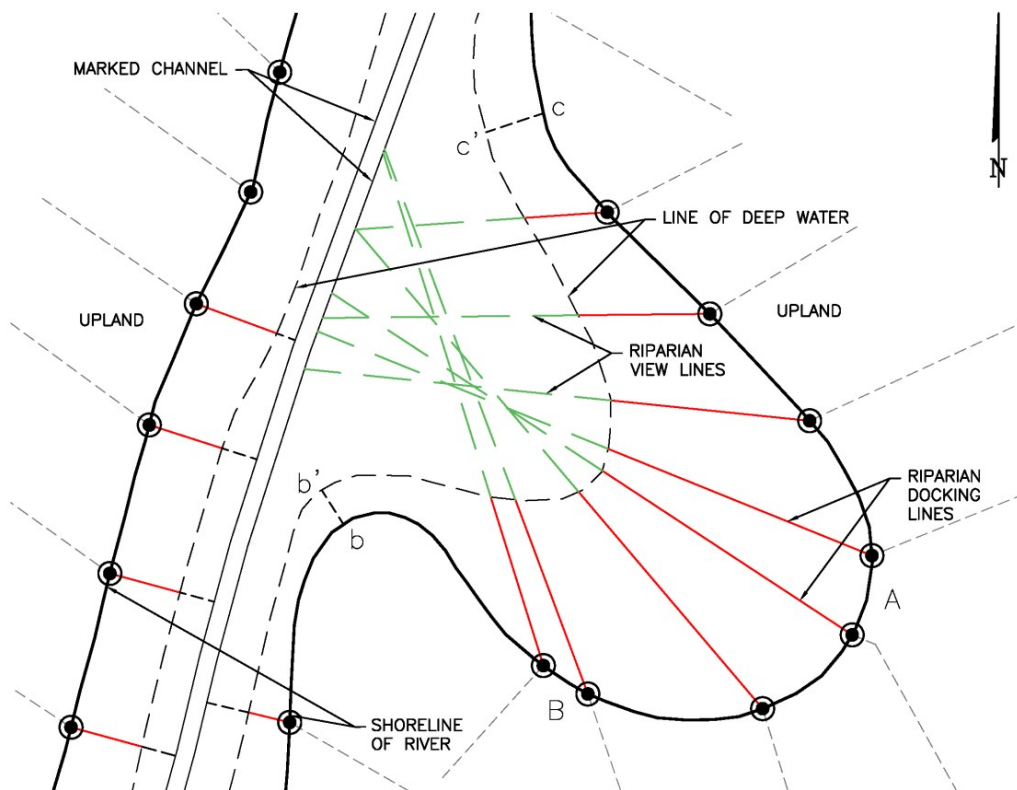 MARKED CHANNEL
c
c'
N
LINE OF DEEP WATER
UPLAND
UPLAND
RIPARIAN
VIEW LINES
b'
b
RIPARIAN
DOCKING
LINES
A
B
SHORELINE
OF RIVER